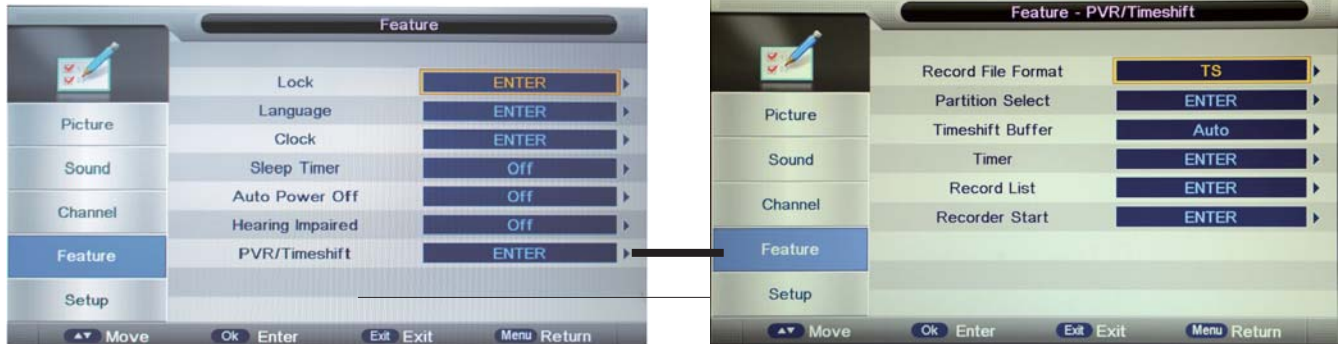 Feature
Lock ENTER
Language ENTER
Clock ENTER
Sleep Timer Off
Auto Power Off Off
Hearing Impaired Off
PVR/Timeshift ENTER
Picture
Sound
Channel
Feature
Setup
Move Ok Enter Exit Exit Menu Return
Feature - PVR/Timeshift
Record File Format TS
Partition Select ENTER
Timeshift Buffer Auto
Timer ENTER
Record List ENTER
Recorder Start ENTER
Picture
Sound
Channel
Feature
Setup
Move Ok Enter Exit Exit Menu Return